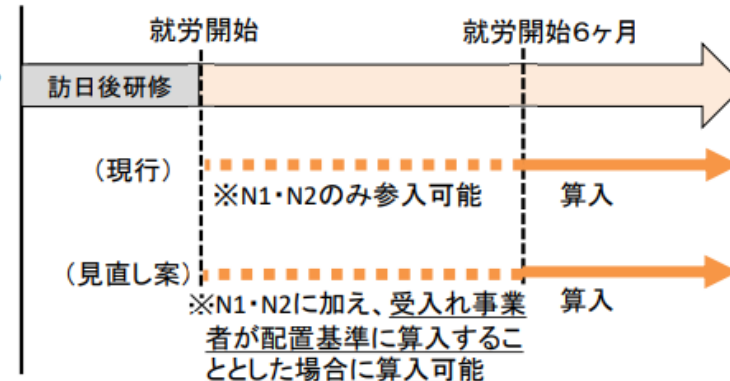 就労開始
就労開始6ヶ月
訪日後研修
(現行)
※N1・N2のみ参入可能
算入
(見直し案)
※N1・N2に加え、受入れ事業
者が配置基準に算入するこ
ととした場合に算入可能
算入